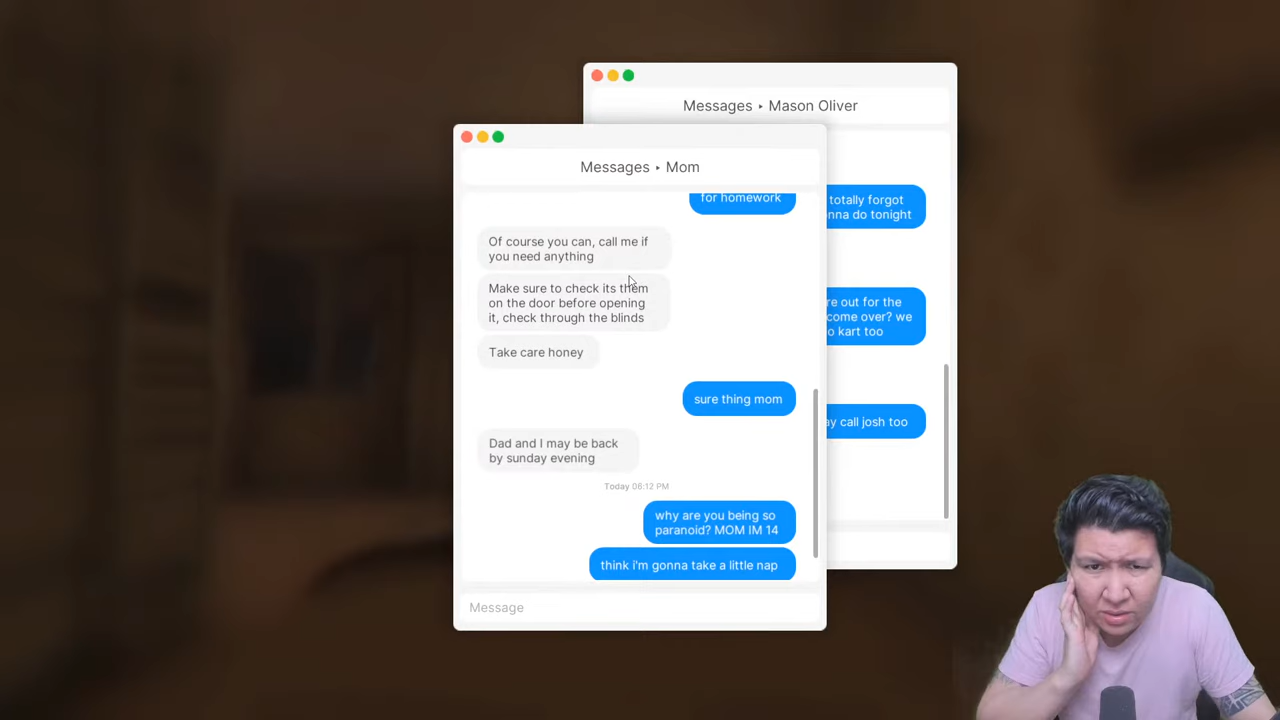 Messages ▸ Mason Oliver
Messages ▸ Mom
for homework
Of course you can, call me if
you need anything
Make sure to check its them
on the door before opening
it, check through the blinds
Take care honey
sure thing mom
Dad and I may be back
by sunday evening
Today 06:12 PM
why are you being so
paranoid? MOM IM 14
think i'm gonna take a little nap
Message
totally forgot
nna do tonight
re out for the
come over? we
o kart too
ay call josh too